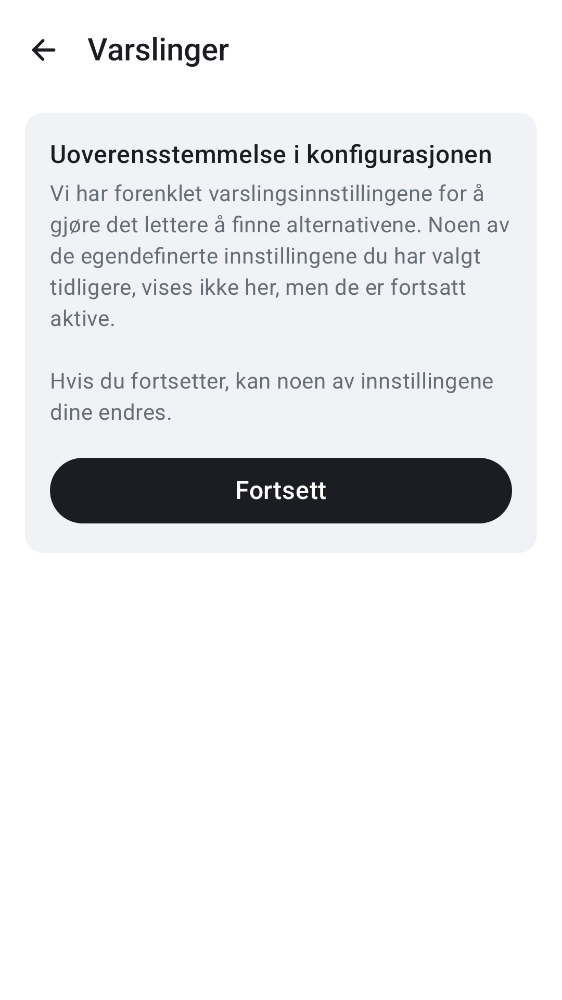 Varslinger
Uoverensstemmelse i konfigurasjonen
Vi har forenklet varslingsinnstillingene for å
gjøre det lettere å finne alternativene. Noen av
de egendefinerte innstillingene du har valgt
tidligere, vises ikke her, men de er fortsatt
aktive.
Hvis du fortsetter, kan noen av innstillingene
dine endres.
Fortsett